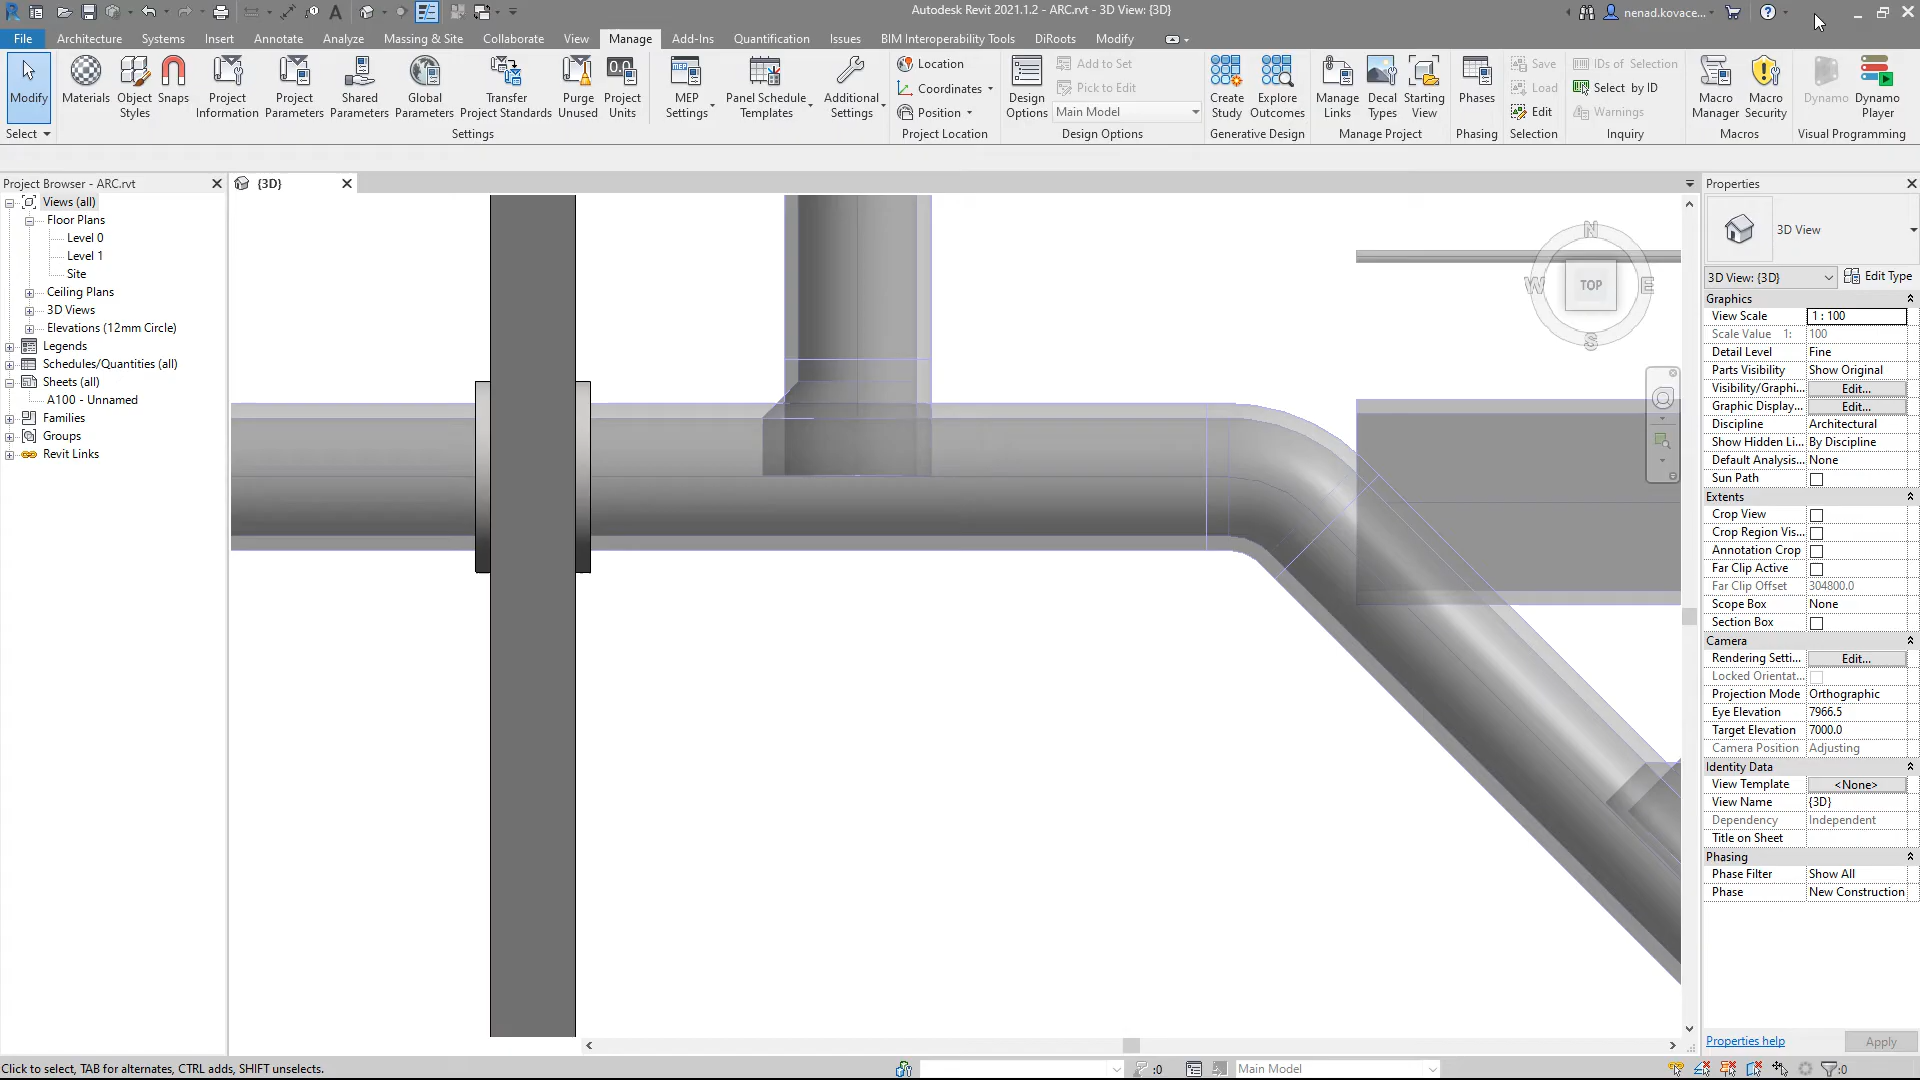 Autodesk Revit 2021.1.2 - ARC.rvt - 3D View: {3D}
nenad.kovace...
File Architecture Systems Insert Annotate Analyze Massing & Site Collaborate View Manage Add-Ins Quantification Issues BIM Interoperability Tools DiRoots Modify
Modify
Materials
Object Styles
Snaps
Project Information
Project Parameters
Shared Parameters
Global Parameters
Transfer Project Standards
Purge Unused
Project Units
MEP Settings
Panel Schedule Templates
Additional Settings
Location
Coordinates
Position
Design Options
Add to Set
Pick to Edit
Main Model
Create Study
Explore Outcomes
Manage Links
Decal Types
Starting View
Phases
Save
Load
Edit
IDs of Selection
Select by ID
Warnings
Macro Manager
Macro Security
Dynamo
Dynamo Player
Select Settings Project Location Design Options Generative Design Manage Project Phasing Selection Inquiry Macros Visual Programming
Project Browser - ARC.rvt
Views (all)
Floor Plans
Level 0
Level 1
Site
Ceiling Plans
3D Views
Elevations (12mm Circle)
Legends
Schedules/Quantities (all)
Sheets (all)
A100 - Unnamed
Families
Groups
Revit Links
{3D}
N
W TOP E
S
Properties
3D View
3D View: {3D} Edit Type
Graphics
View Scale 1 : 100
Scale Value 1: 100
Detail Level Fine
Parts Visibility Show Original
Visibility/Graphi... Edit...
Graphic Display... Edit...
Discipline Architectural
Show Hidden Li... By Discipline
Default Analysis... None
Sun Path
Extents
Crop View
Crop Region Vis...
Annotation Crop
Far Clip Active
Far Clip Offset 304800.0
Scope Box None
Section Box
Camera
Rendering Setti... Edit...
Locked Orientat...
Projection Mode Orthographic
Eye Elevation 7966.5
Target Elevation 7000.0
Camera Position Adjusting
Identity Data
View Template <None>
View Name {3D}
Dependency Independent
Title on Sheet
Phasing
Phase Filter Show All
Phase New Construction
Properties help Apply
Click to select, TAB for alternates, CTRL adds, SHIFT unselects. :0 Main Model :0